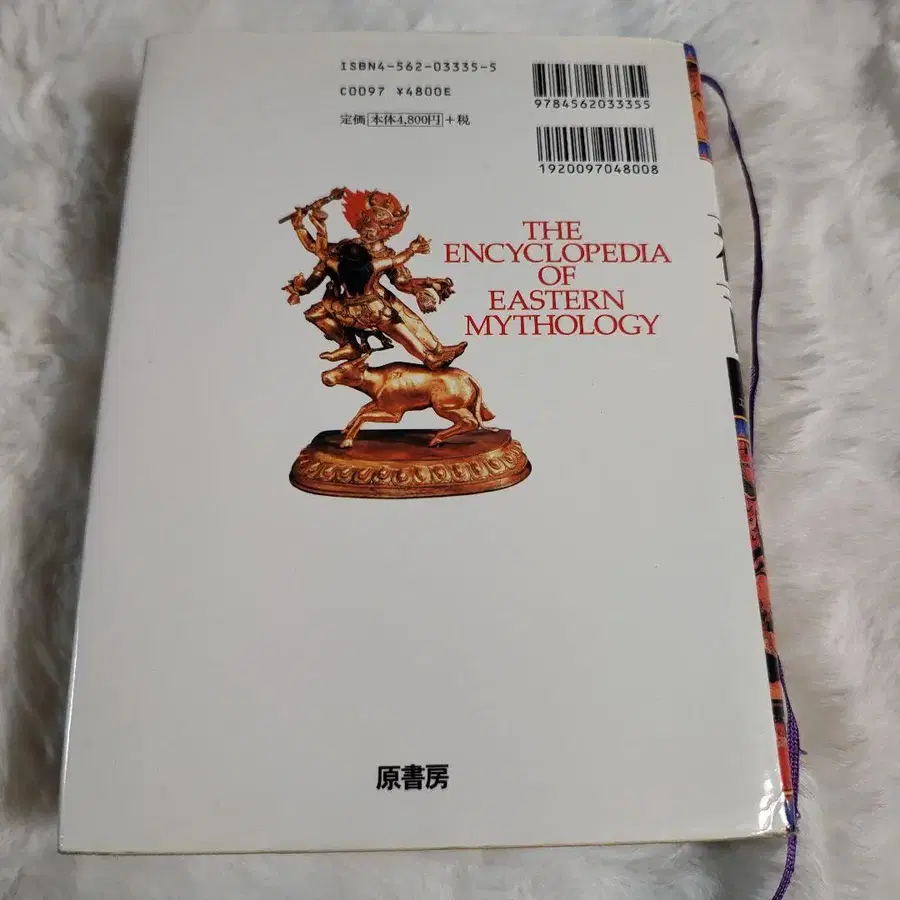 ISBN4-562-03335-5
C0097 ¥4800E
定価 本体4,800円 +税
9784562033355
1920097048008
THE
ENCYCLOPEDIA
OF
EASTERN
MYTHOLOGY
原書房